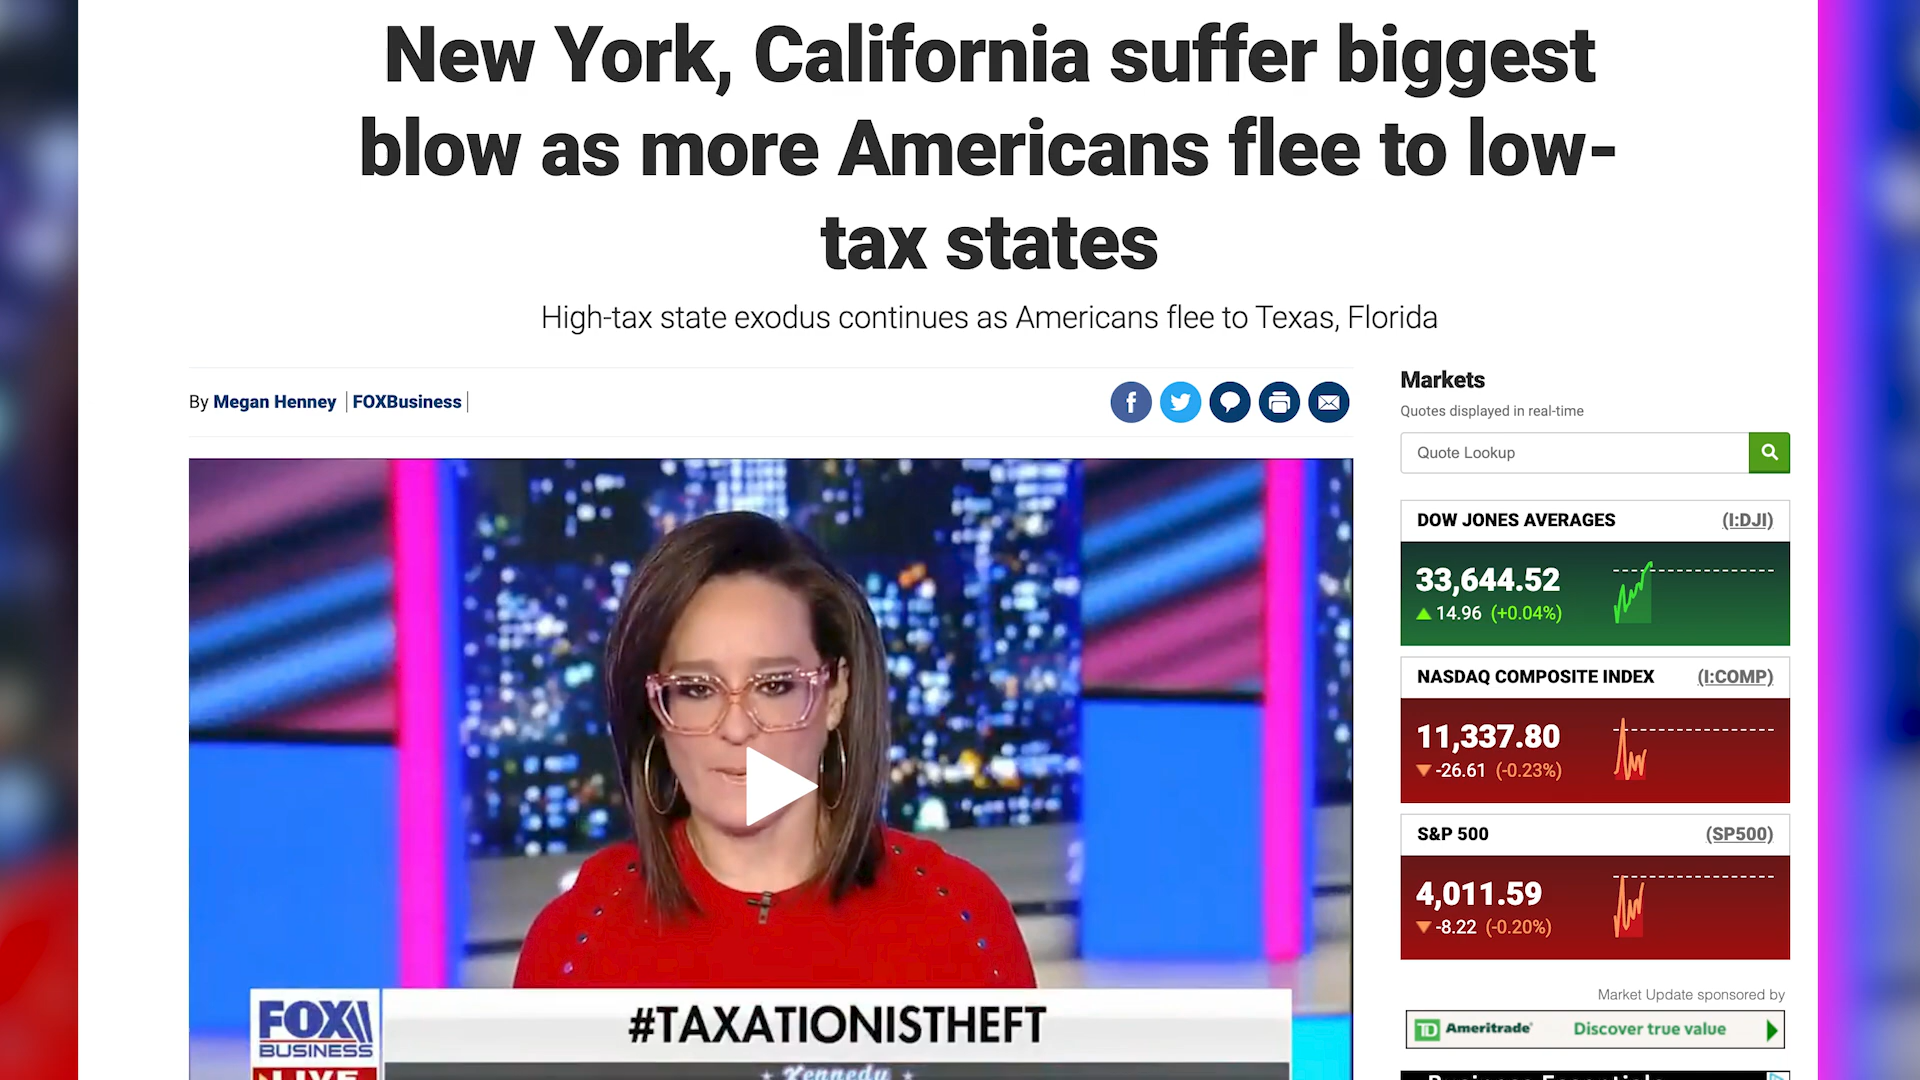 New York, California suffer biggest
blow as more Americans flee to low-
tax states
High-tax state exodus continues as Americans flee to Texas, Florida
By Megan Henney | FOXBusiness |
Markets
Quotes displayed in real-time
Quote Lookup
DOW JONES AVERAGES (I:DJI)
33,644.52
14.96 (+0.04%)
NASDAQ COMPOSITE INDEX (I:COMP)
11,337.80
-26.61 (-0.23%)
S&P 500 (SP500)
4,011.59
-8.22 (-0.20%)
Market Update sponsored by
TD Ameritrade Discover true value
FOX
BUSINESS
LIVE
#TAXATIONISTHEFT
Kennedy
Business Essentials